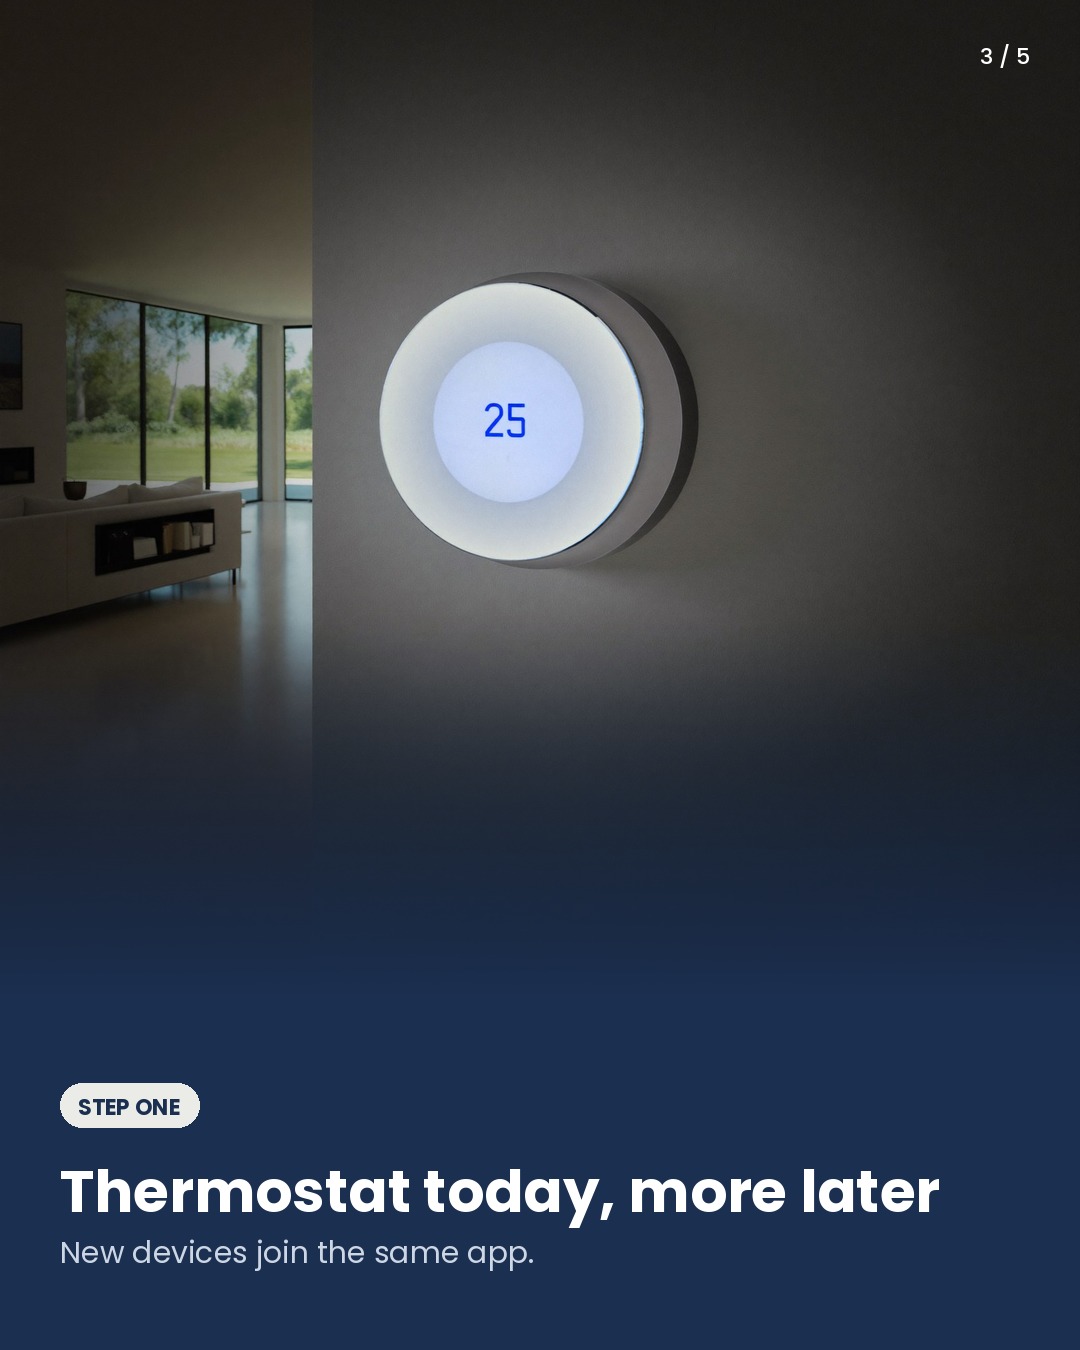 3 / 5
25
STEP ONE
Thermostat today, more later
New devices join the same app.